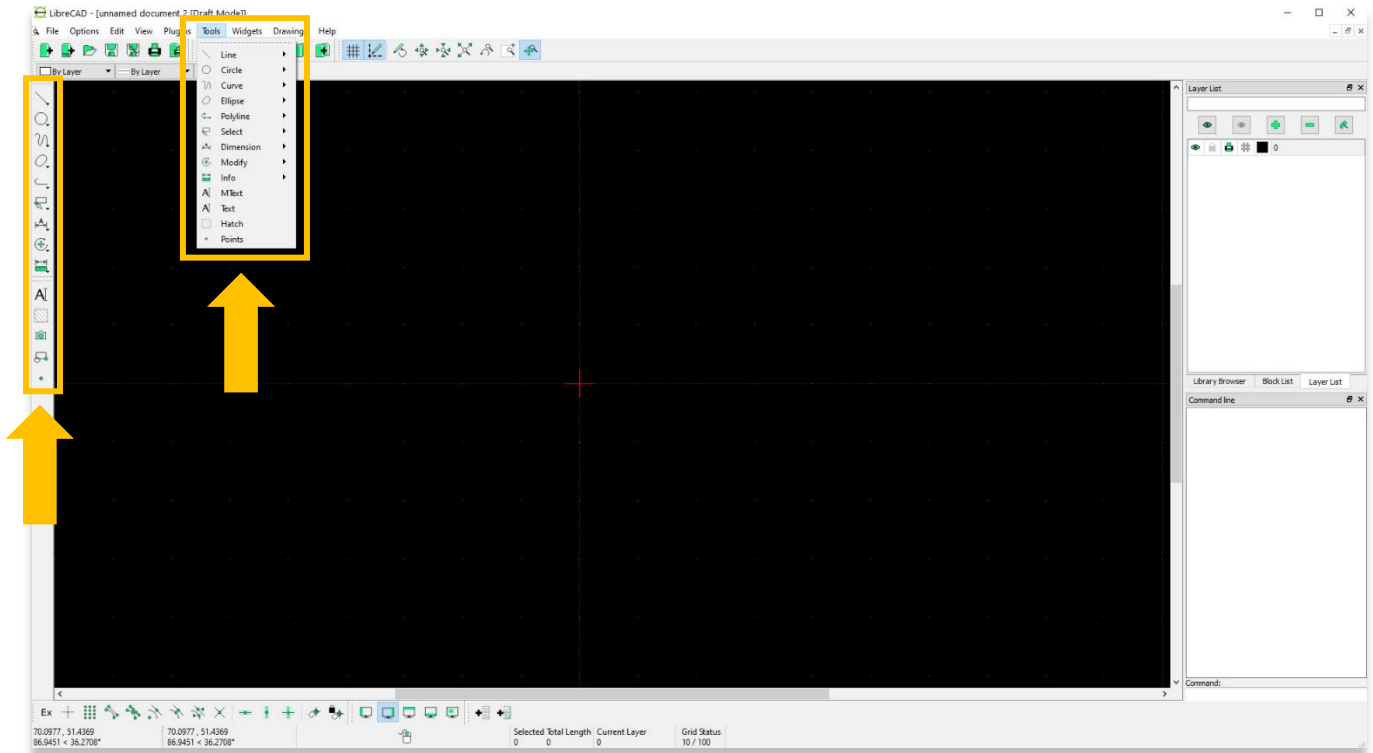 LibreCAD - [unnamed document 2 [Draft Mode]]
File Options Edit View Tools Widgets Drawing Help
By Layer By Layer
Line
Circle
Curve
Ellipse
Polyline
Select
Dimension
Modify
Info
MText
Text
Hatch
Points
Layer List
0
Library Browser Block List Layer List
Command line
Command:
Ex
70.0977 , 51.4369 70.0977 , 51.4369 Selected Total Length Current Layer Grid Status
86.9451 < 36.2708° 86.9451 < 36.2708° 0 0 0 10 / 100